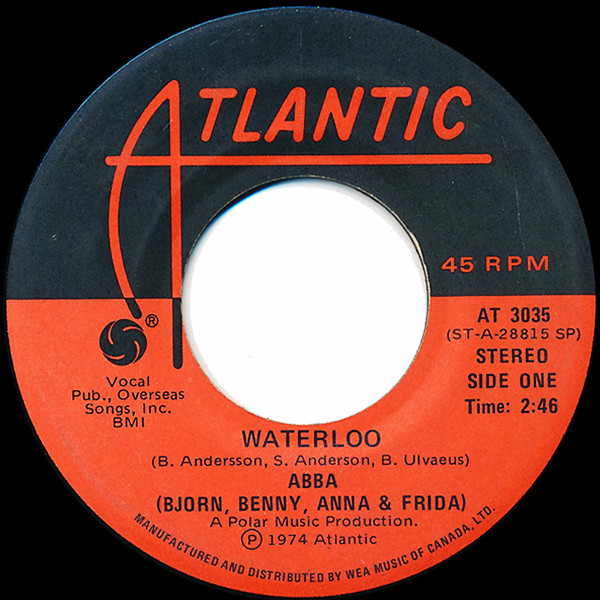 ATLANTIC
45 RPM
®
AT 3035
(ST-A-28815 SP)
STEREO
SIDE ONE
Time: 2:46
Vocal
Pub., Overseas
Songs, Inc.
BMI
WATERLOO
(B. Andersson, S. Anderson, B. Ulvaeus)
ABBA
(BJORN, BENNY, ANNA & FRIDA)
A Polar Music Production.
Ⓟ 1974 Atlantic
MANUFACTURED AND DISTRIBUTED BY WEA MUSIC OF CANADA, LTD.